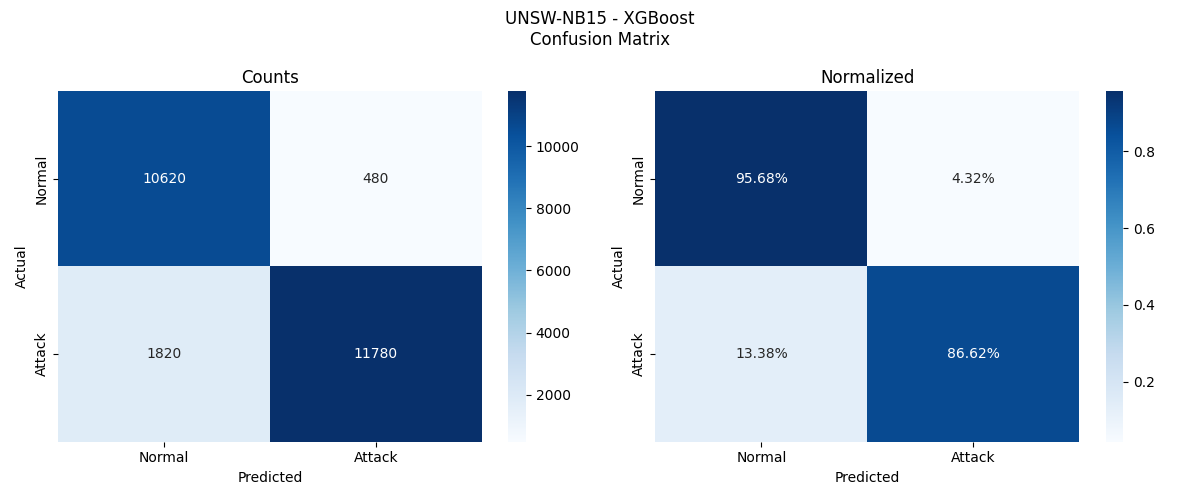 UNSW-NB15 - XGBoost
Confusion Matrix
Counts
Normal
Attack
Actual
10620
480
1820
11780
Normal
Attack
Predicted
10000
8000
6000
4000
2000
Normalized
Normal
Attack
Actual
95.68%
4.32%
13.38%
86.62%
Normal
Attack
Predicted
0.8
0.6
0.4
0.2